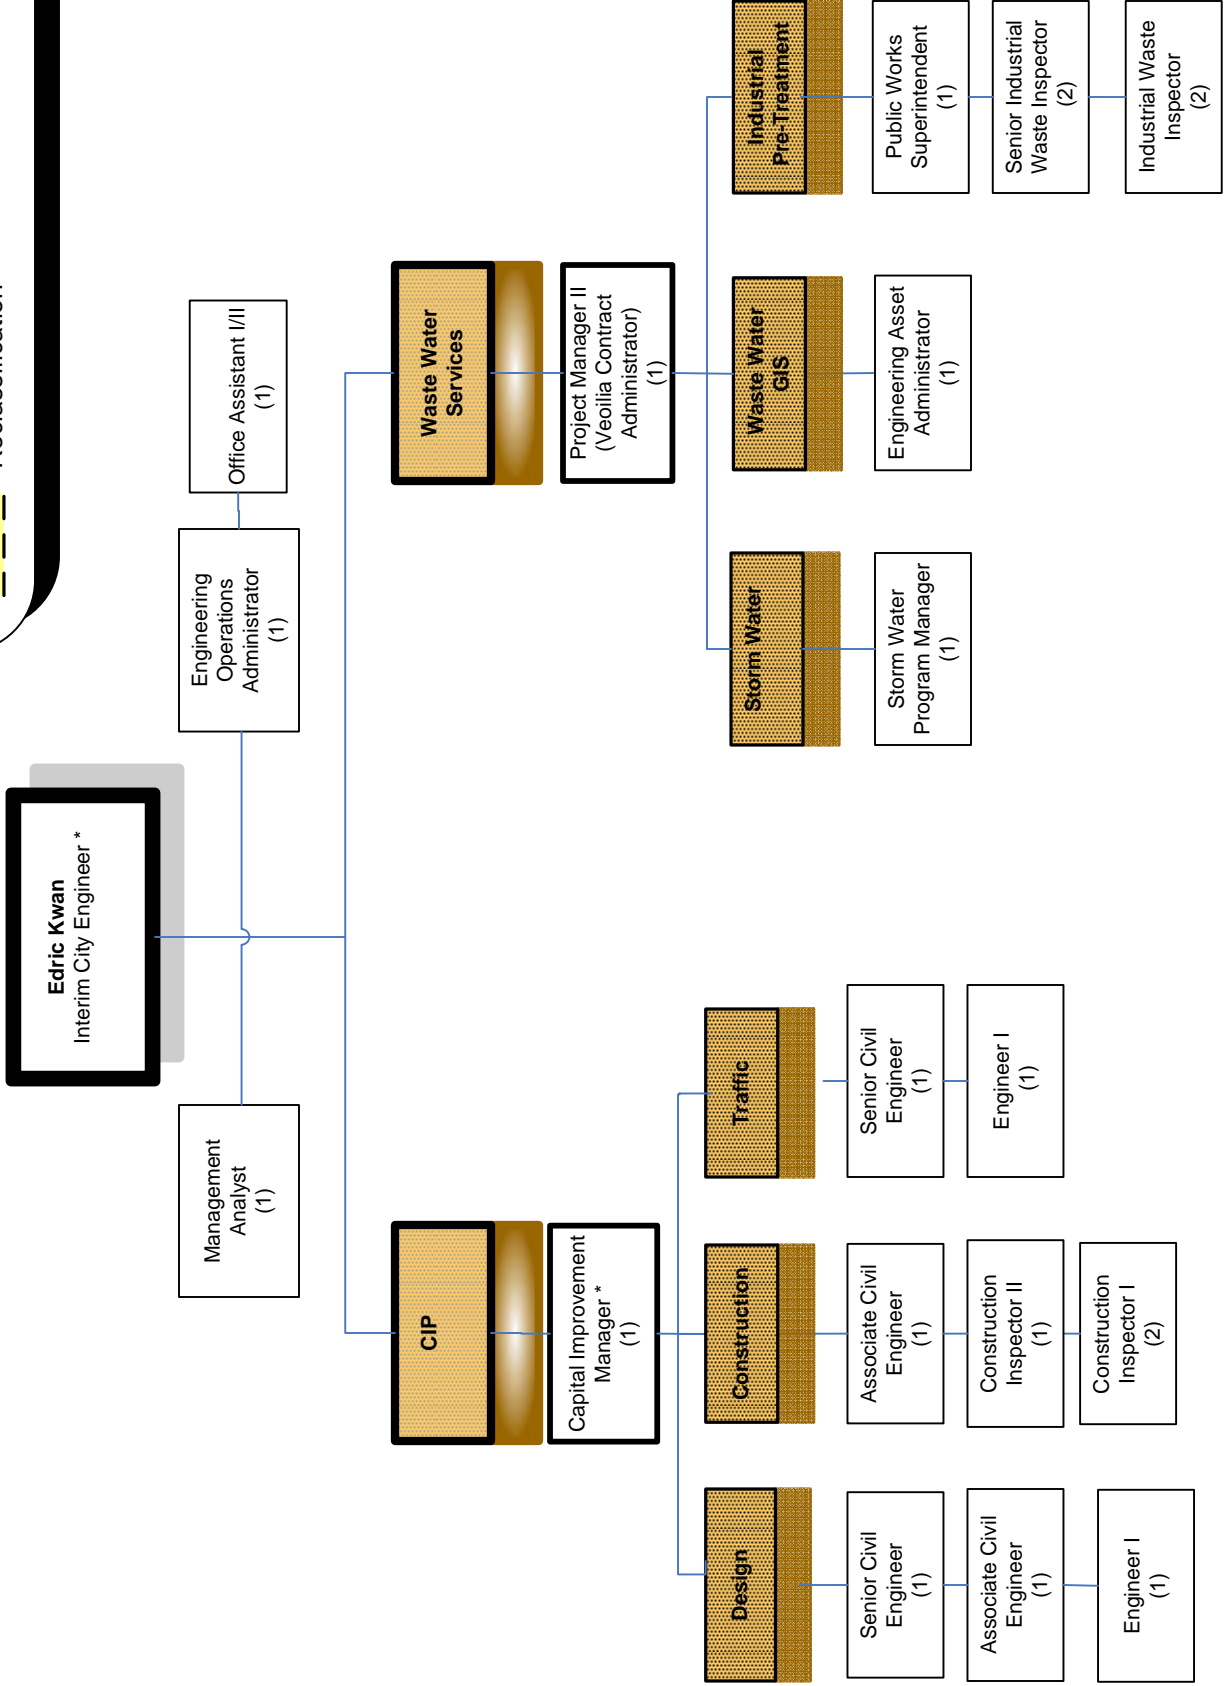 Reclassification
Edric Kwan
Interim City Engineer *
Management
Analyst
(1)
Engineering
Operations
Administrator
(1)
Office Assistant I/II
(1)
CIP
Capital Improvement
Manager *
(1)
Waste Water
Services
Project Manager II
(Veoilia Contract
Administrator)
(1)
Design
Senior Civil
Engineer
(1)
Associate Civil
Engineer
(1)
Engineer I
(1)
Construction
Associate Civil
Engineer
(1)
Construction
Inspector II
(1)
Construction
Inspector I
(2)
Traffic
Senior Civil
Engineer
(1)
Engineer I
(1)
Storm Water
Storm Water
Program Manager
(1)
Waste Water
GIS
Engineering Asset
Administrator
(1)
Industrial
Pre-Treatment
Public Works
Superintendent
(1)
Senior Industrial
Waste Inspector
(2)
Industrial Waste
Inspector
(2)